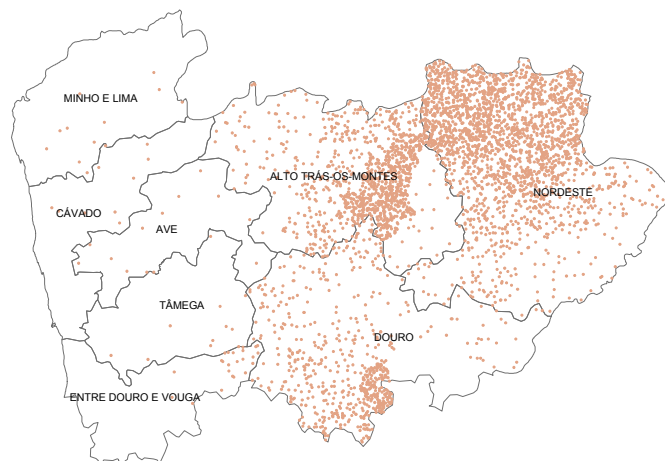 MINHO E LIMA
ALTO TRÁS-OS-MONTES
NORDESTE
CÁVADO
AVE
TÂMEGA
DOURO
ENTRE DOURO E VOUGA